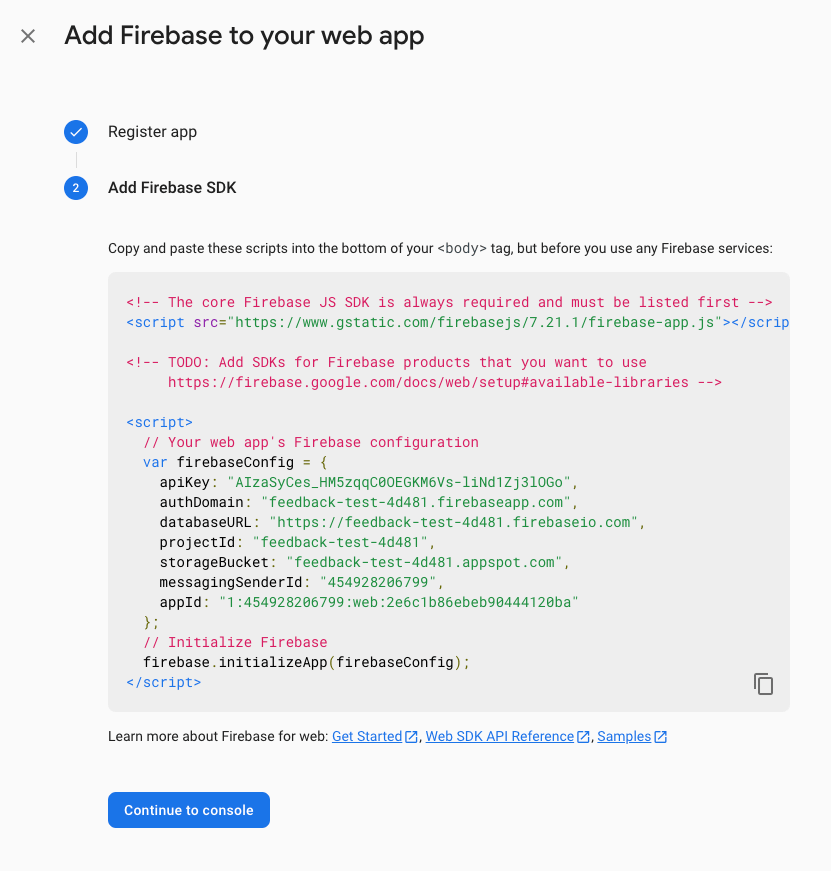 Add Firebase to your web app
Register app
2 Add Firebase SDK
Copy and paste these scripts into the bottom of your <body> tag, but before you use any Firebase services:
<!-- The core Firebase JS SDK is always required and must be listed first -->
<script src="https://www.gstatic.com/firebasejs/7.21.1/firebase-app.js"></scrip
<!-- TODO: Add SDKs for Firebase products that you want to use
https://firebase.google.com/docs/web/setup#available-libraries -->
<script>
// Your web app's Firebase configuration
var firebaseConfig = {
apiKey: "AIzaSyCes_HM5zqqC0OEGKM6Vs-liNd1Zj3lOGo",
authDomain: "feedback-test-4d481.firebaseapp.com",
databaseURL: "https://feedback-test-4d481.firebaseio.com",
projectId: "feedback-test-4d481",
storageBucket: "feedback-test-4d481.appspot.com",
messagingSenderId: "454928206799",
appId: "1:454928206799:web:2e6c1b86ebeb90444120ba"
};
// Initialize Firebase
firebase.initializeApp(firebaseConfig);
</script>
Learn more about Firebase for web: Get Started, Web SDK API Reference, Samples
Continue to console